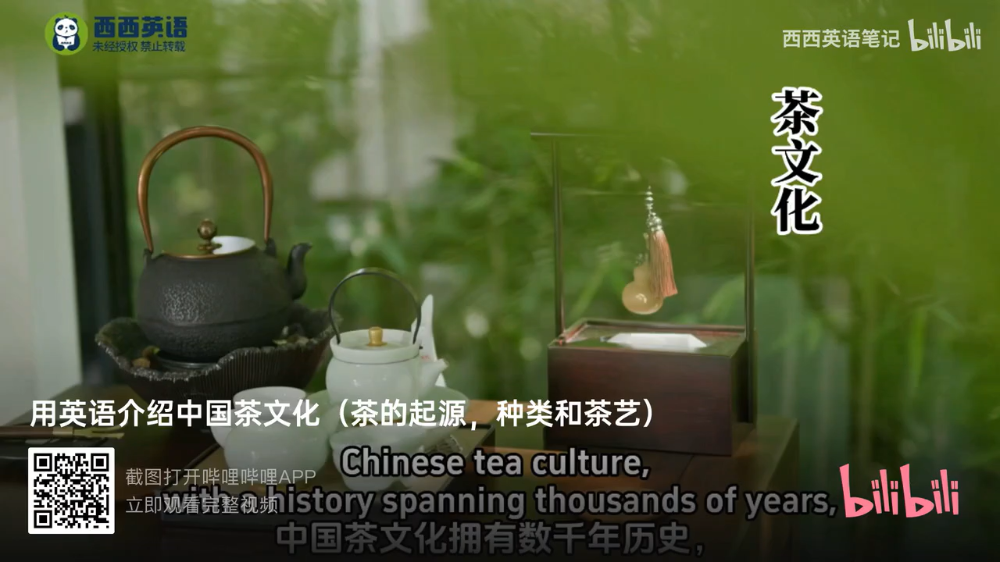 西西英语
未经授权 禁止转载
西西英语笔记 bilibili
茶文化
用英语介绍中国茶文化（茶的起源，种类和茶艺）
Chinese tea culture,
history spanning thousands of years,
中国茶文化拥有数千年历史，
截图打开哔哩哔哩APP
立即观看完整视频
bilibili